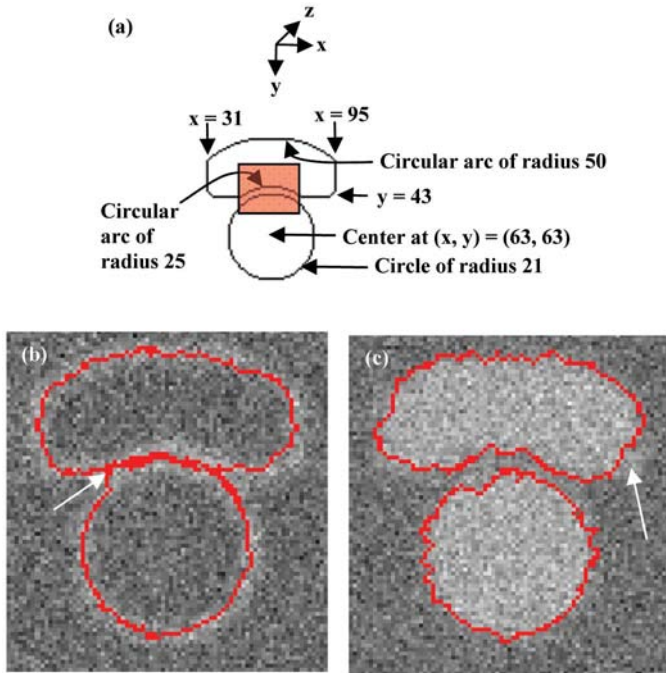 (a)
z
x
y
x = 31
x = 95
Circular arc of radius 50
y = 43
Circular
arc of
radius 25
Center at (x, y) = (63, 63)
Circle of radius 21
(b)
(c)